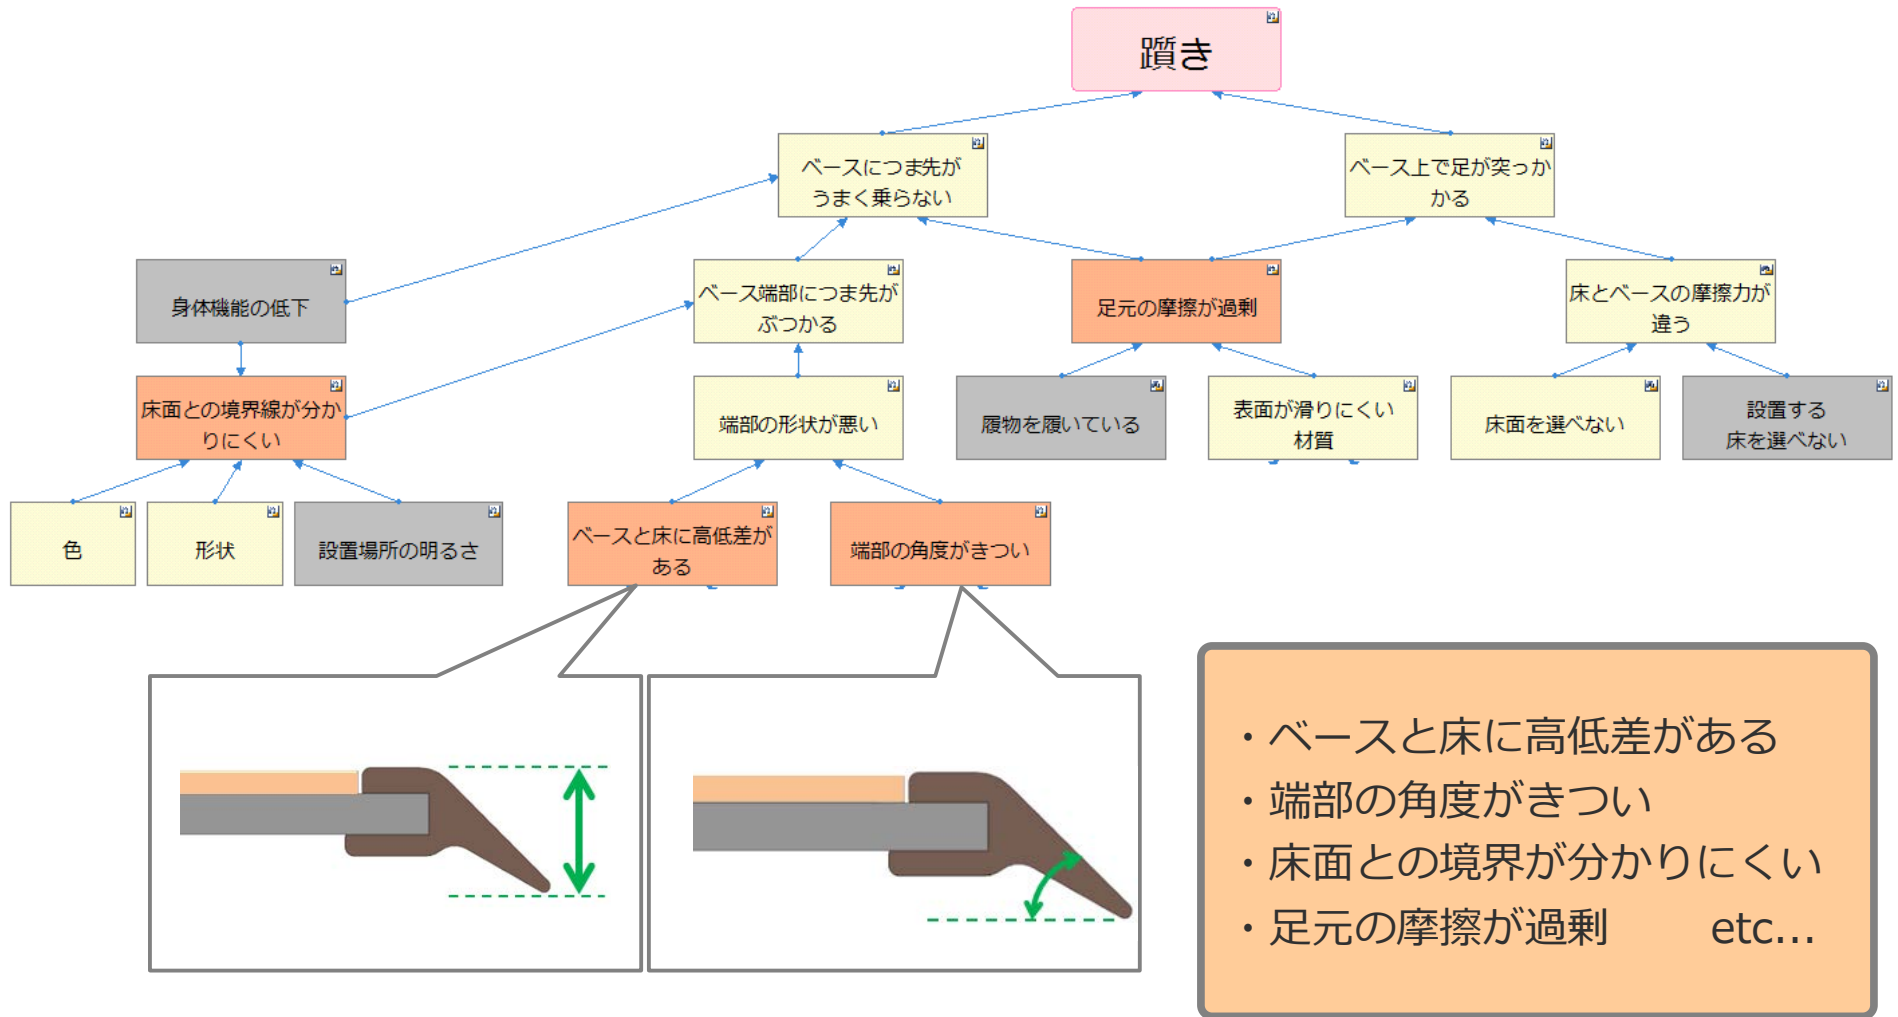 躓き
ベースにつま先が
うまく乗らない
ベース上で足が突っか
かる
身体機能の低下
ベース端部につま先が
ぶつかる
足元の摩擦が過剰
床とベースの摩擦力が
違う
床面との境界線が分か
りにくい
端部の形状が悪い
履物を履いている
表面が滑りにくい
材質
床面を選べない
設置する
床を選べない
色
形状
設置場所の明るさ
ベースと床に高低差が
ある
端部の角度がきつい
・ベースと床に高低差がある
・端部の角度がきつい
・床面との境界が分かりにくい
・足元の摩擦が過剰 etc...